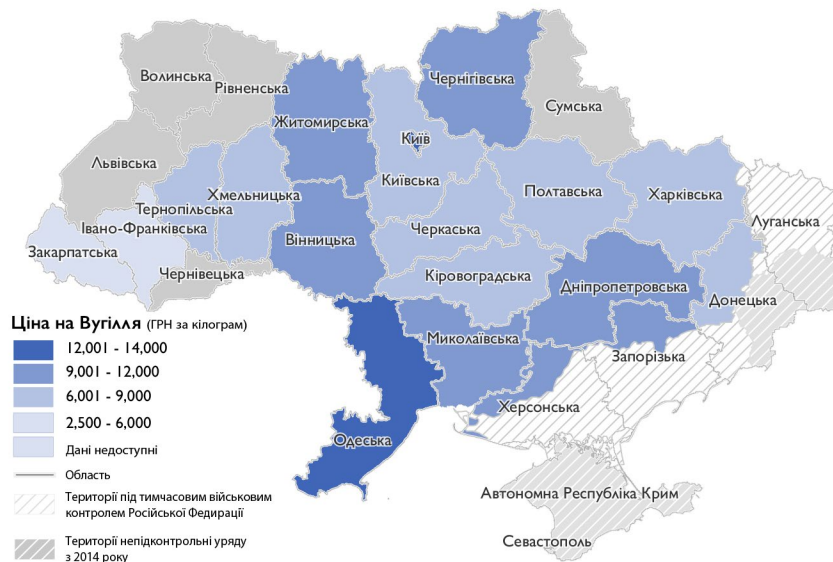 Волинська
Рівненська
Житомирська
Чернігівська
Сумська
Київ
Львівська
Хмельницька
Тернопільська
Івано-Франківська
Закарпатська
Чернівецька
Вінницька
Київська
Черкаська
Кіровоградська
Полтавська
Харківська
Луганська
Дніпропетровська
Донецька
Миколаївська
Запорізька
Херсонська
Одеська
Автономна Республіка Крим
Севастополь
Ціна на Вугілля (ГРН за кілограм)
12,001 - 14,000
9,001 - 12,000
6,001 - 9,000
2,500 - 6,000
Дані недоступні
Область
Території під тимчасовим військовим
контролем Російської Федирації
Території непідконтрольні уряду
з 2014 року